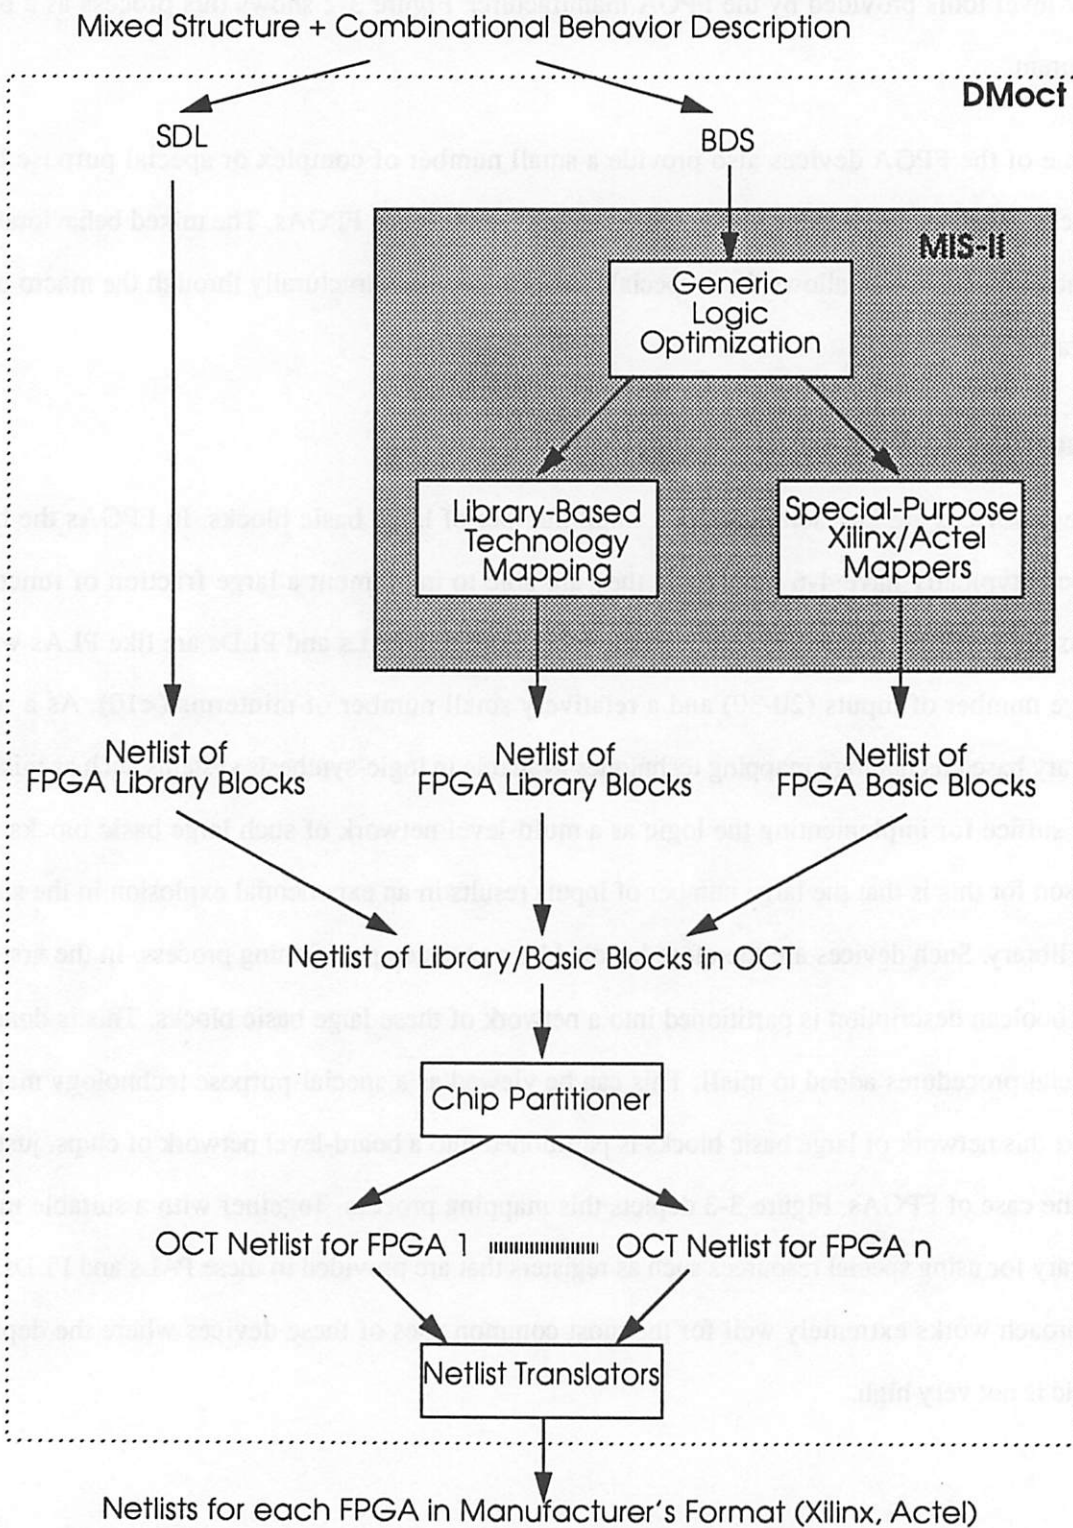 Mixed Structure + Combinational Behavior Description
DMoct
SDL
BDS
MIS-II
Generic
Logic
Optimization
Library-Based
Technology
Mapping
Special-Purpose
Xilinx/Actel
Mappers
Netlist of
FPGA Library Blocks
Netlist of
FPGA Library Blocks
Netlist of
FPGA Basic Blocks
Netlist of Library/Basic Blocks in OCT
Chip Partitioner
OCT Netlist for FPGA 1
OCT Netlist for FPGA n
Netlist Translators
Netlists for each FPGA in Manufacturer's Format (Xilinx, Actel)